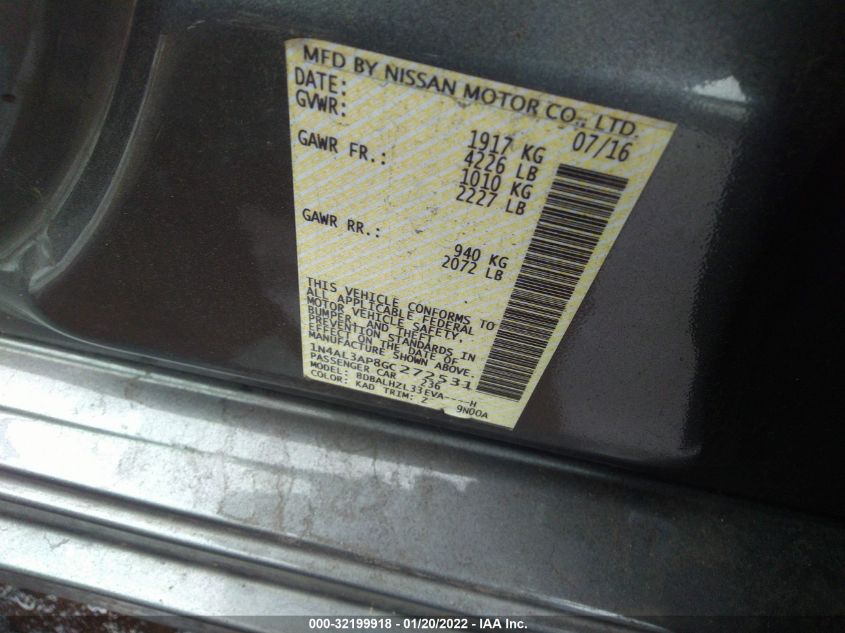 MFD BY NISSAN MOTOR CO., LTD.
DATE: 07/16
GVWR: 1917 KG
4226 LB
GAWR FR.: 1010 KG
2227 LB
GAWR RR.: 940 KG
2072 LB
THIS VEHICLE CONFORMS TO
ALL APPLICABLE FEDERAL
MOTOR VEHICLE SAFETY,
BUMPER, AND THEFT
PREVENTION STANDARDS IN
EFFECT ON THE DATE OF
MANUFACTURE SHOWN ABOVE.
1N4AL3AP8GC272531
PASSENGER CAR 236
MODEL: BDBALHZL33EVA----H
COLOR: KAD TRIM: Z 9N00A
000-32199918 - 01/20/2022 - IAA Inc.